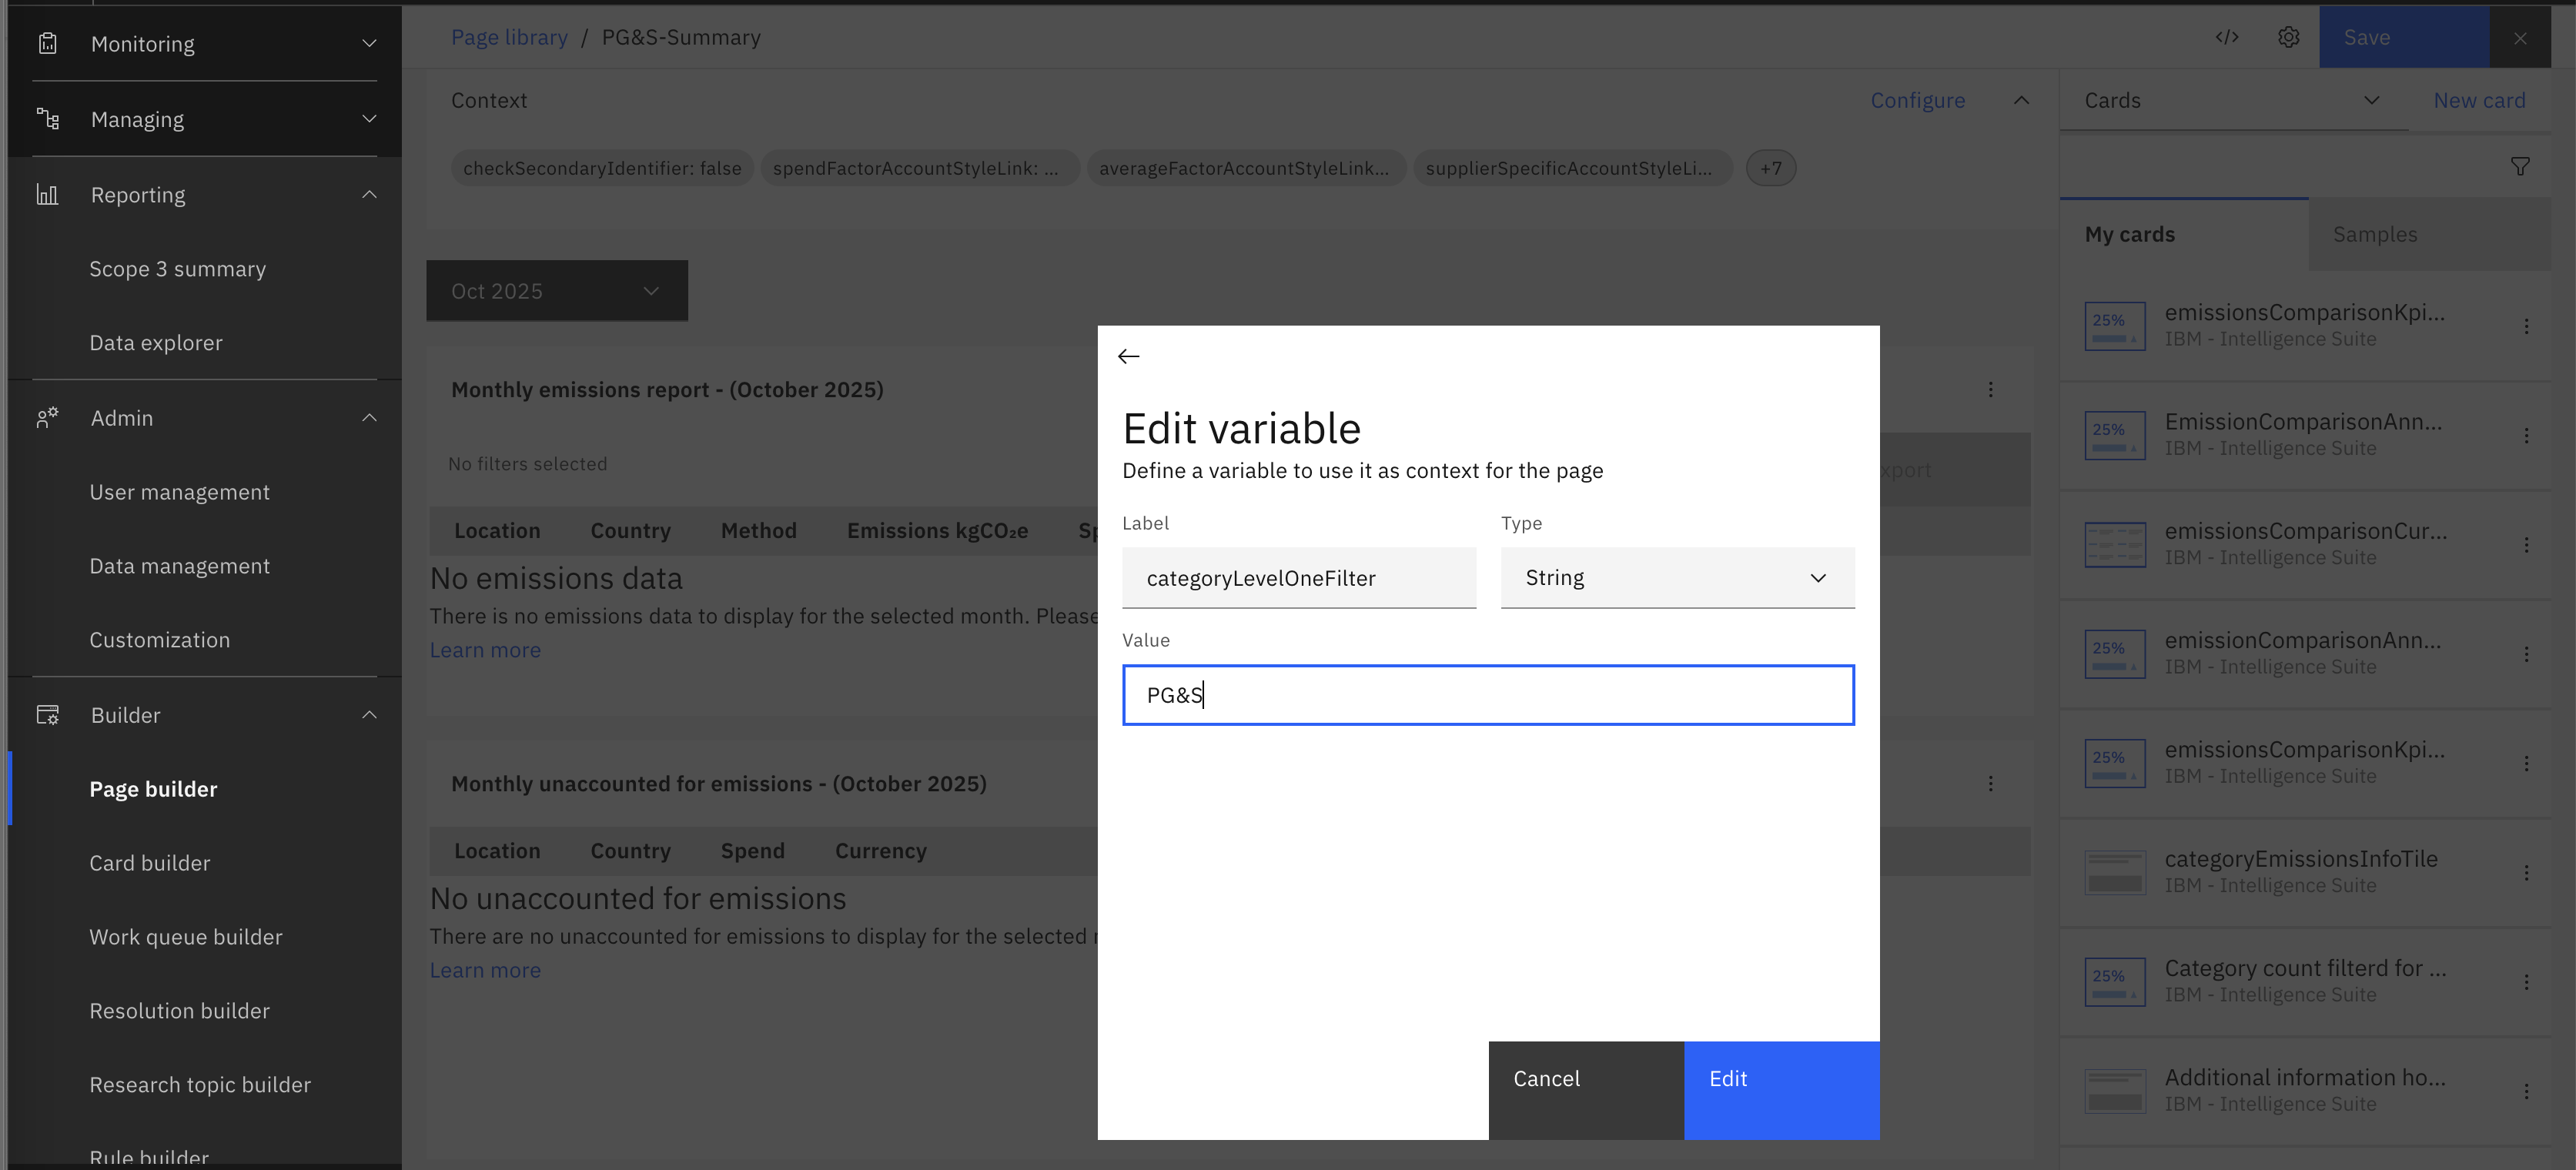 Monitoring
Managing
Reporting
Scope 3 summary
Data explorer
Admin
User management
Data management
Customization
Builder
Page builder
Card builder
Work queue builder
Resolution builder
Research topic builder
Rule builder
Page library / PG&S-Summary
</>
Save
Context
Configure
checkSecondaryIdentifier: false
spendFactorAccountStyleLink: ...
averageFactorAccountStyleLink...
supplierSpecificAccountStyleLi...
+7
Oct 2025
Monthly emissions report - (October 2025)
No filters selected
xport
Location Country Method Emissions kgCO₂e Sp
No emissions data
There is no emissions data to display for the selected month. Please
Learn more
Monthly unaccounted for emissions - (October 2025)
Location Country Spend Currency
No unaccounted for emissions
There are no unaccounted for emissions to display for the selected
Learn more
Edit variable
Define a variable to use it as context for the page
Label
Type
categoryLevelOneFilter
String
Value
PG&S
Cancel
Edit
Cards
New card
My cards
Samples
25%
emissionsComparisonKpi...
IBM - Intelligence Suite
25%
EmissionComparisonAnn...
IBM - Intelligence Suite
emissionsComparisonCur...
IBM - Intelligence Suite
25%
emissionComparisonAnn...
IBM - Intelligence Suite
25%
emissionsComparisonKpi...
IBM - Intelligence Suite
categoryEmissionsInfoTile
IBM - Intelligence Suite
25%
Category count filterd for ...
IBM - Intelligence Suite
Additional information ho...
IBM - Intelligence Suite